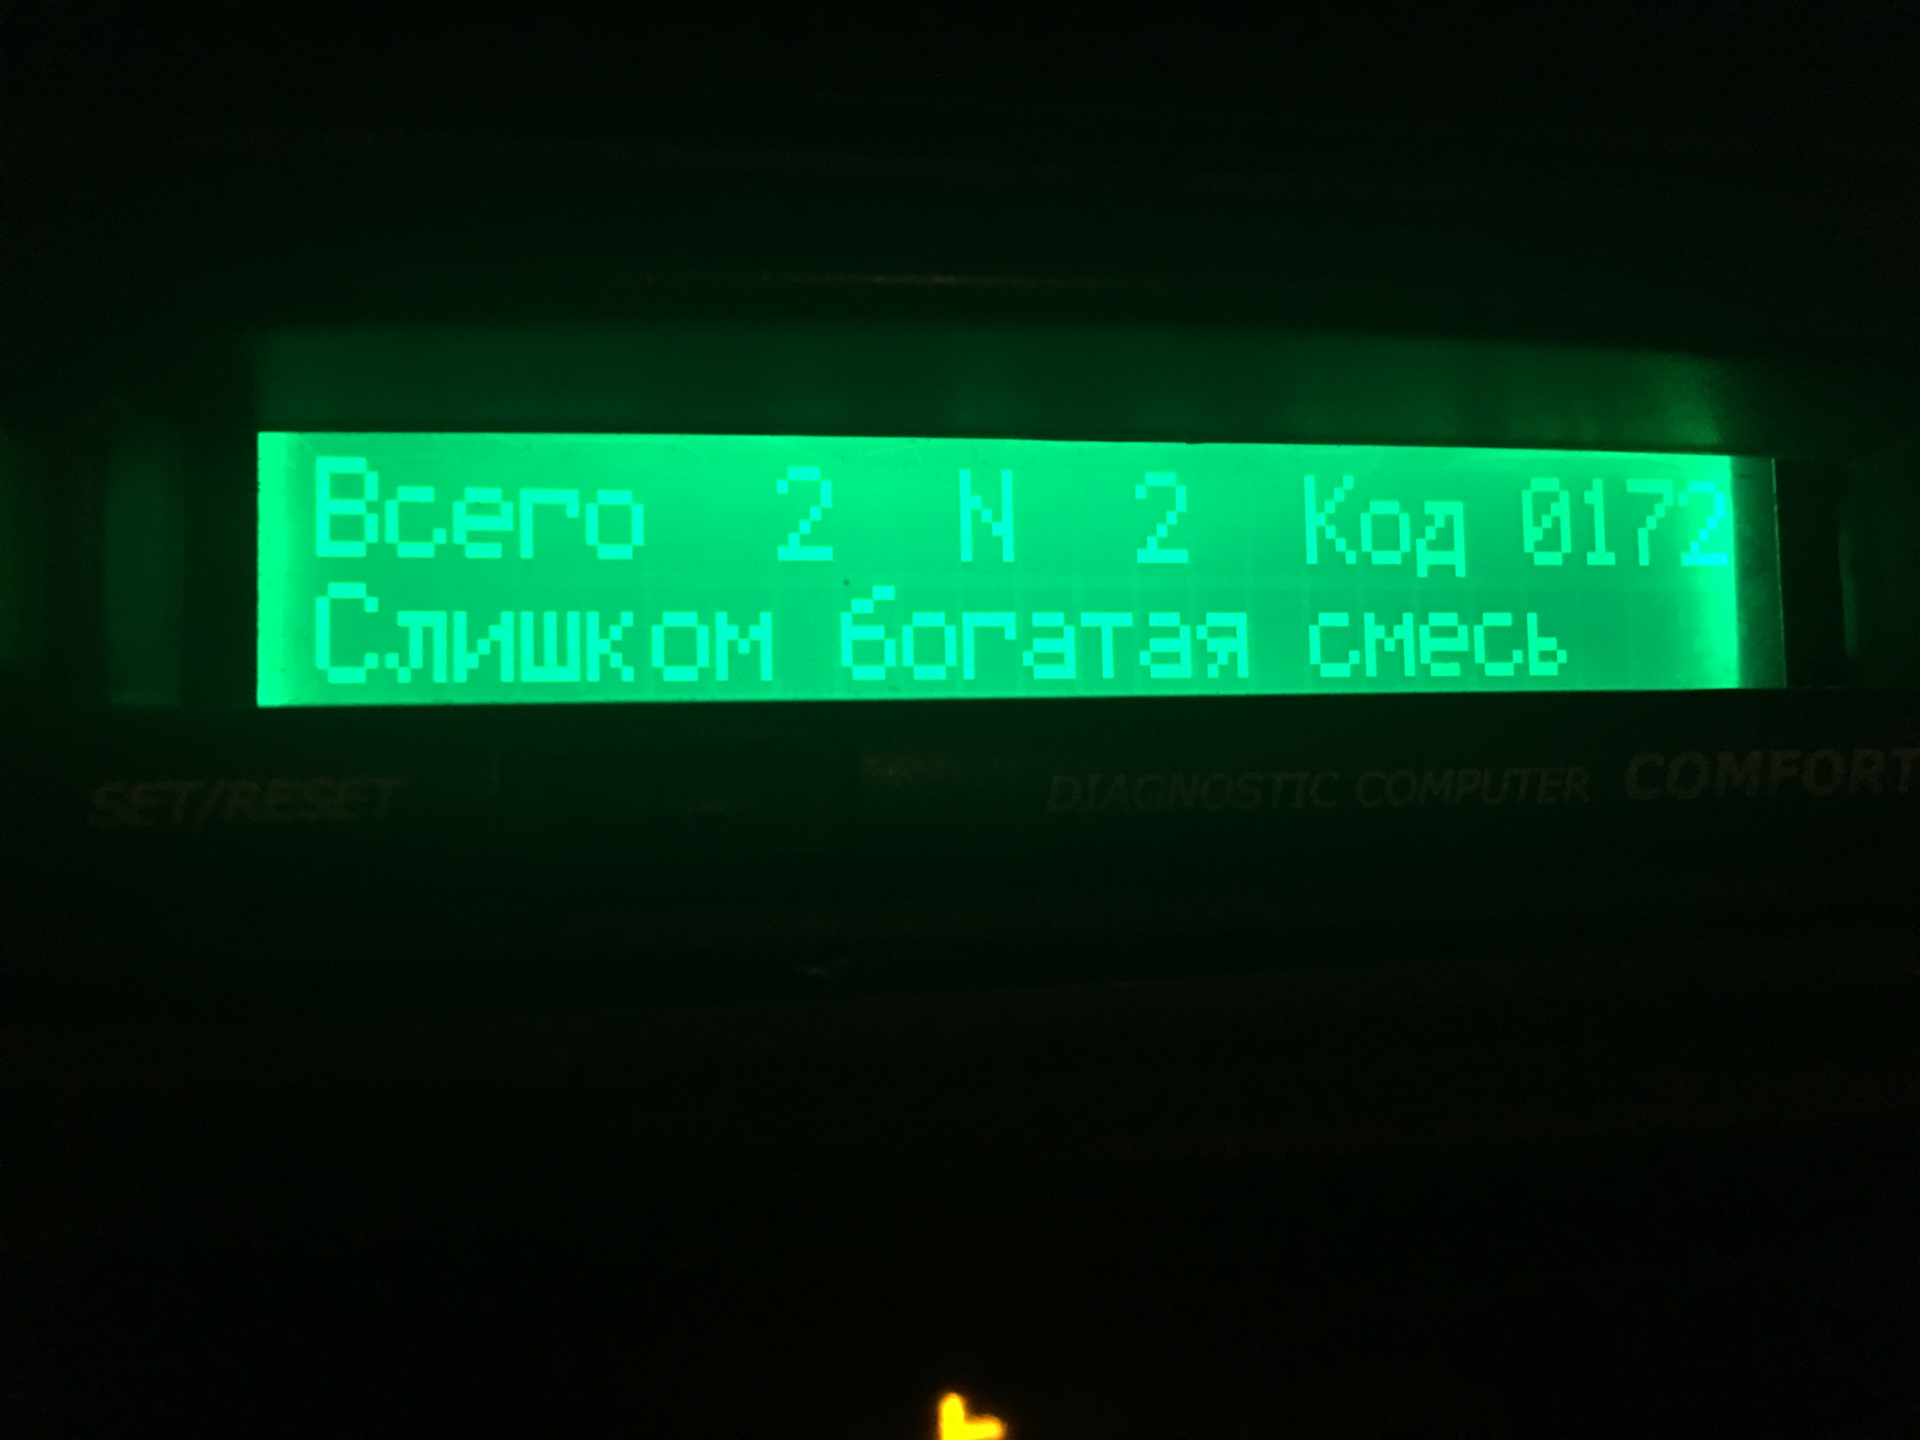 Всего 2 N 2 Код 0172
Слишком богатая смесь
SET/RESET
DIAGNOSTIC COMPUTER COMFORT